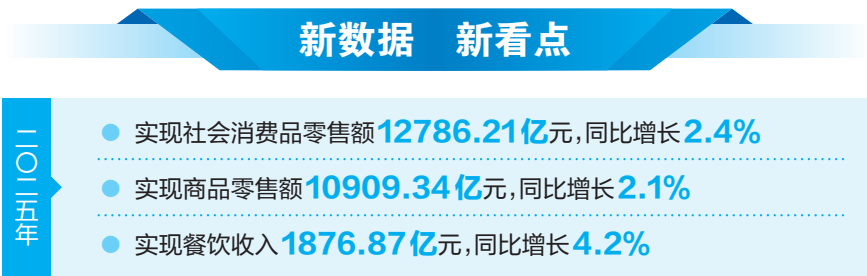 新数据 新看点
二〇二五年
实现社会消费品零售额12786.21亿元,同比增长2.4%
实现商品零售额10909.34亿元,同比增长2.1%
实现餐饮收入1876.87亿元,同比增长4.2%